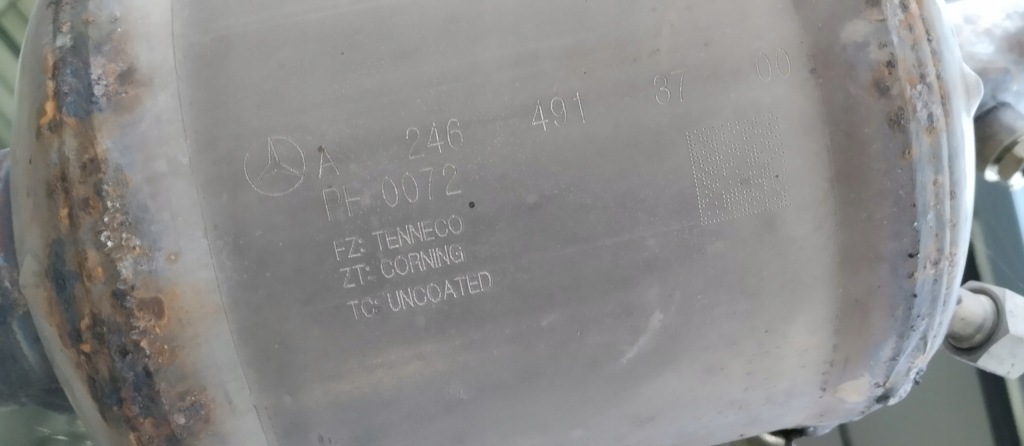 A 246 491 37 00
PF 0072
FZ: TENNECO
ZT: CORNING
TC: UNCOATED